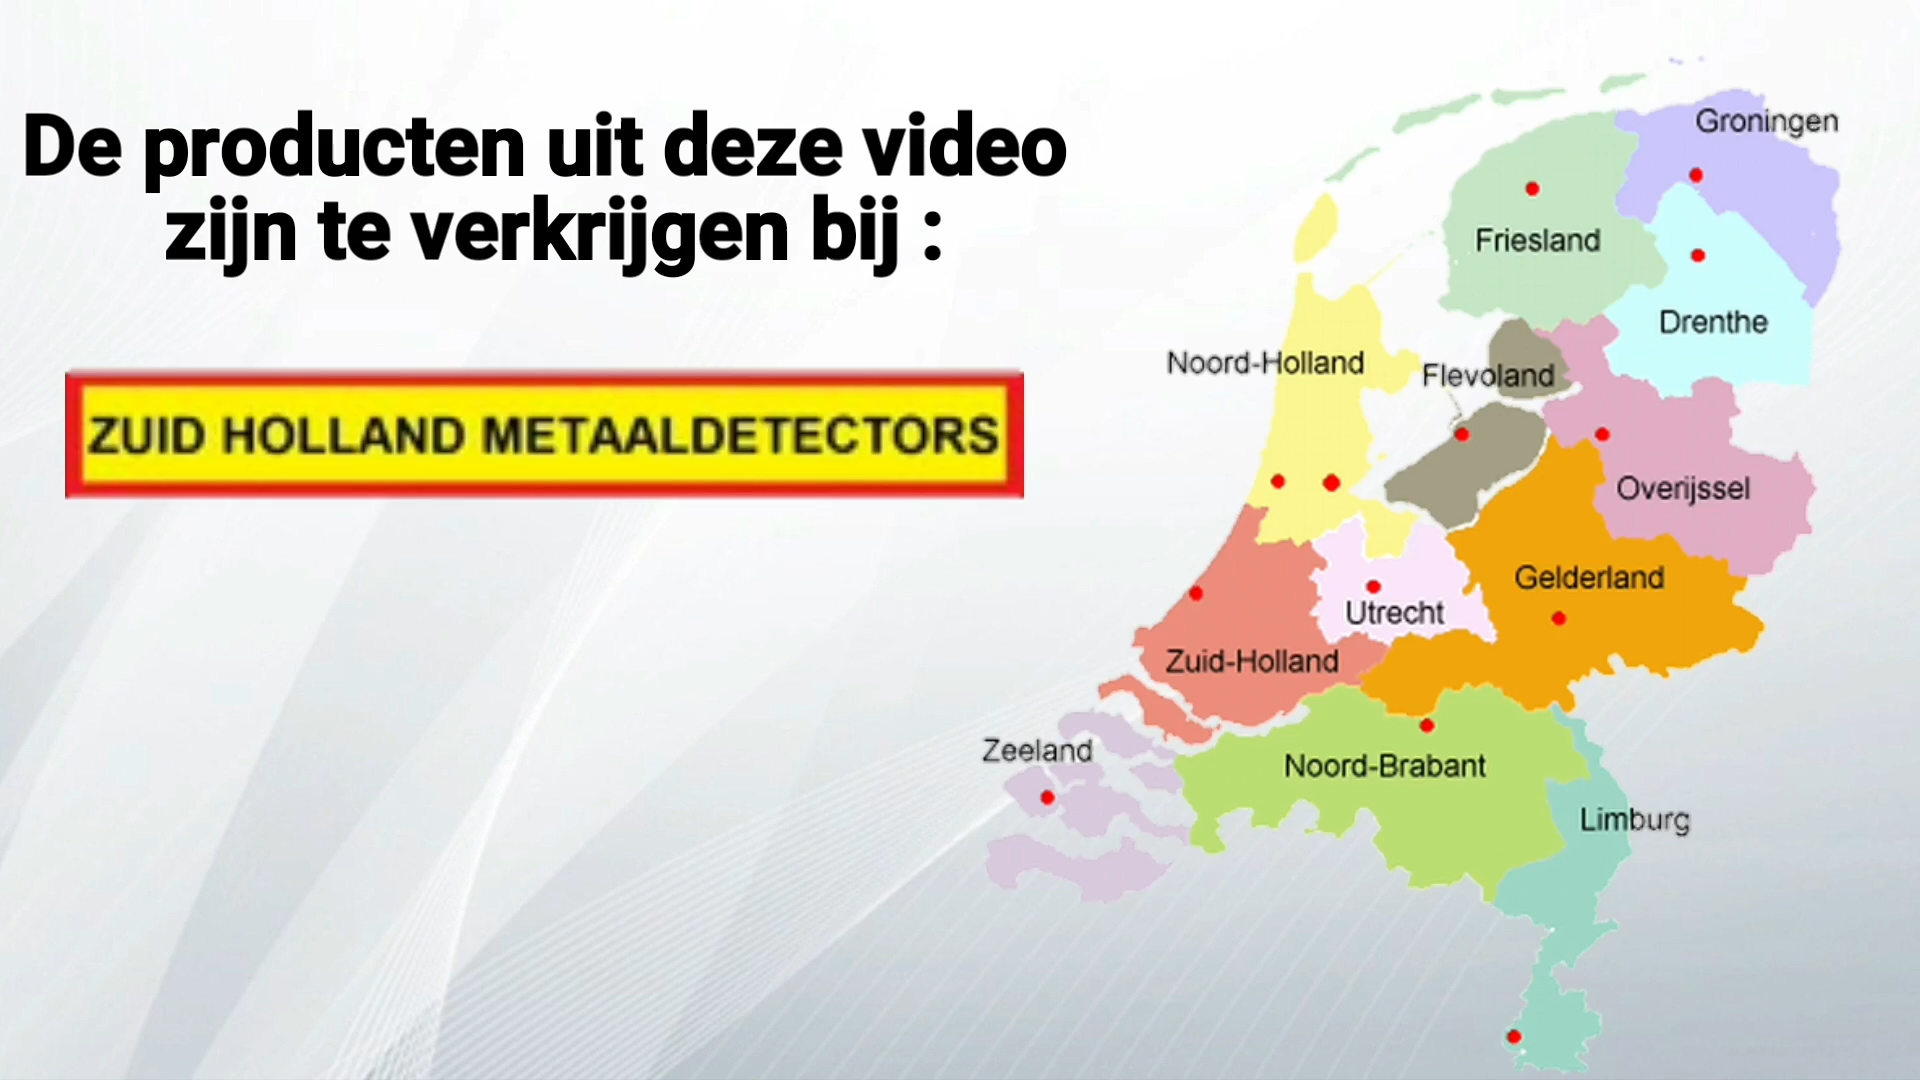 De producten uit deze video
zijn te verkrijgen bij :
ZUID HOLLAND METAALDETECTORS
Groningen
Friesland
Drenthe
Noord-Holland
Flevoland
Overijssel
Gelderland
Utrecht
Zuid-Holland
Zeeland
Noord-Brabant
Limburg